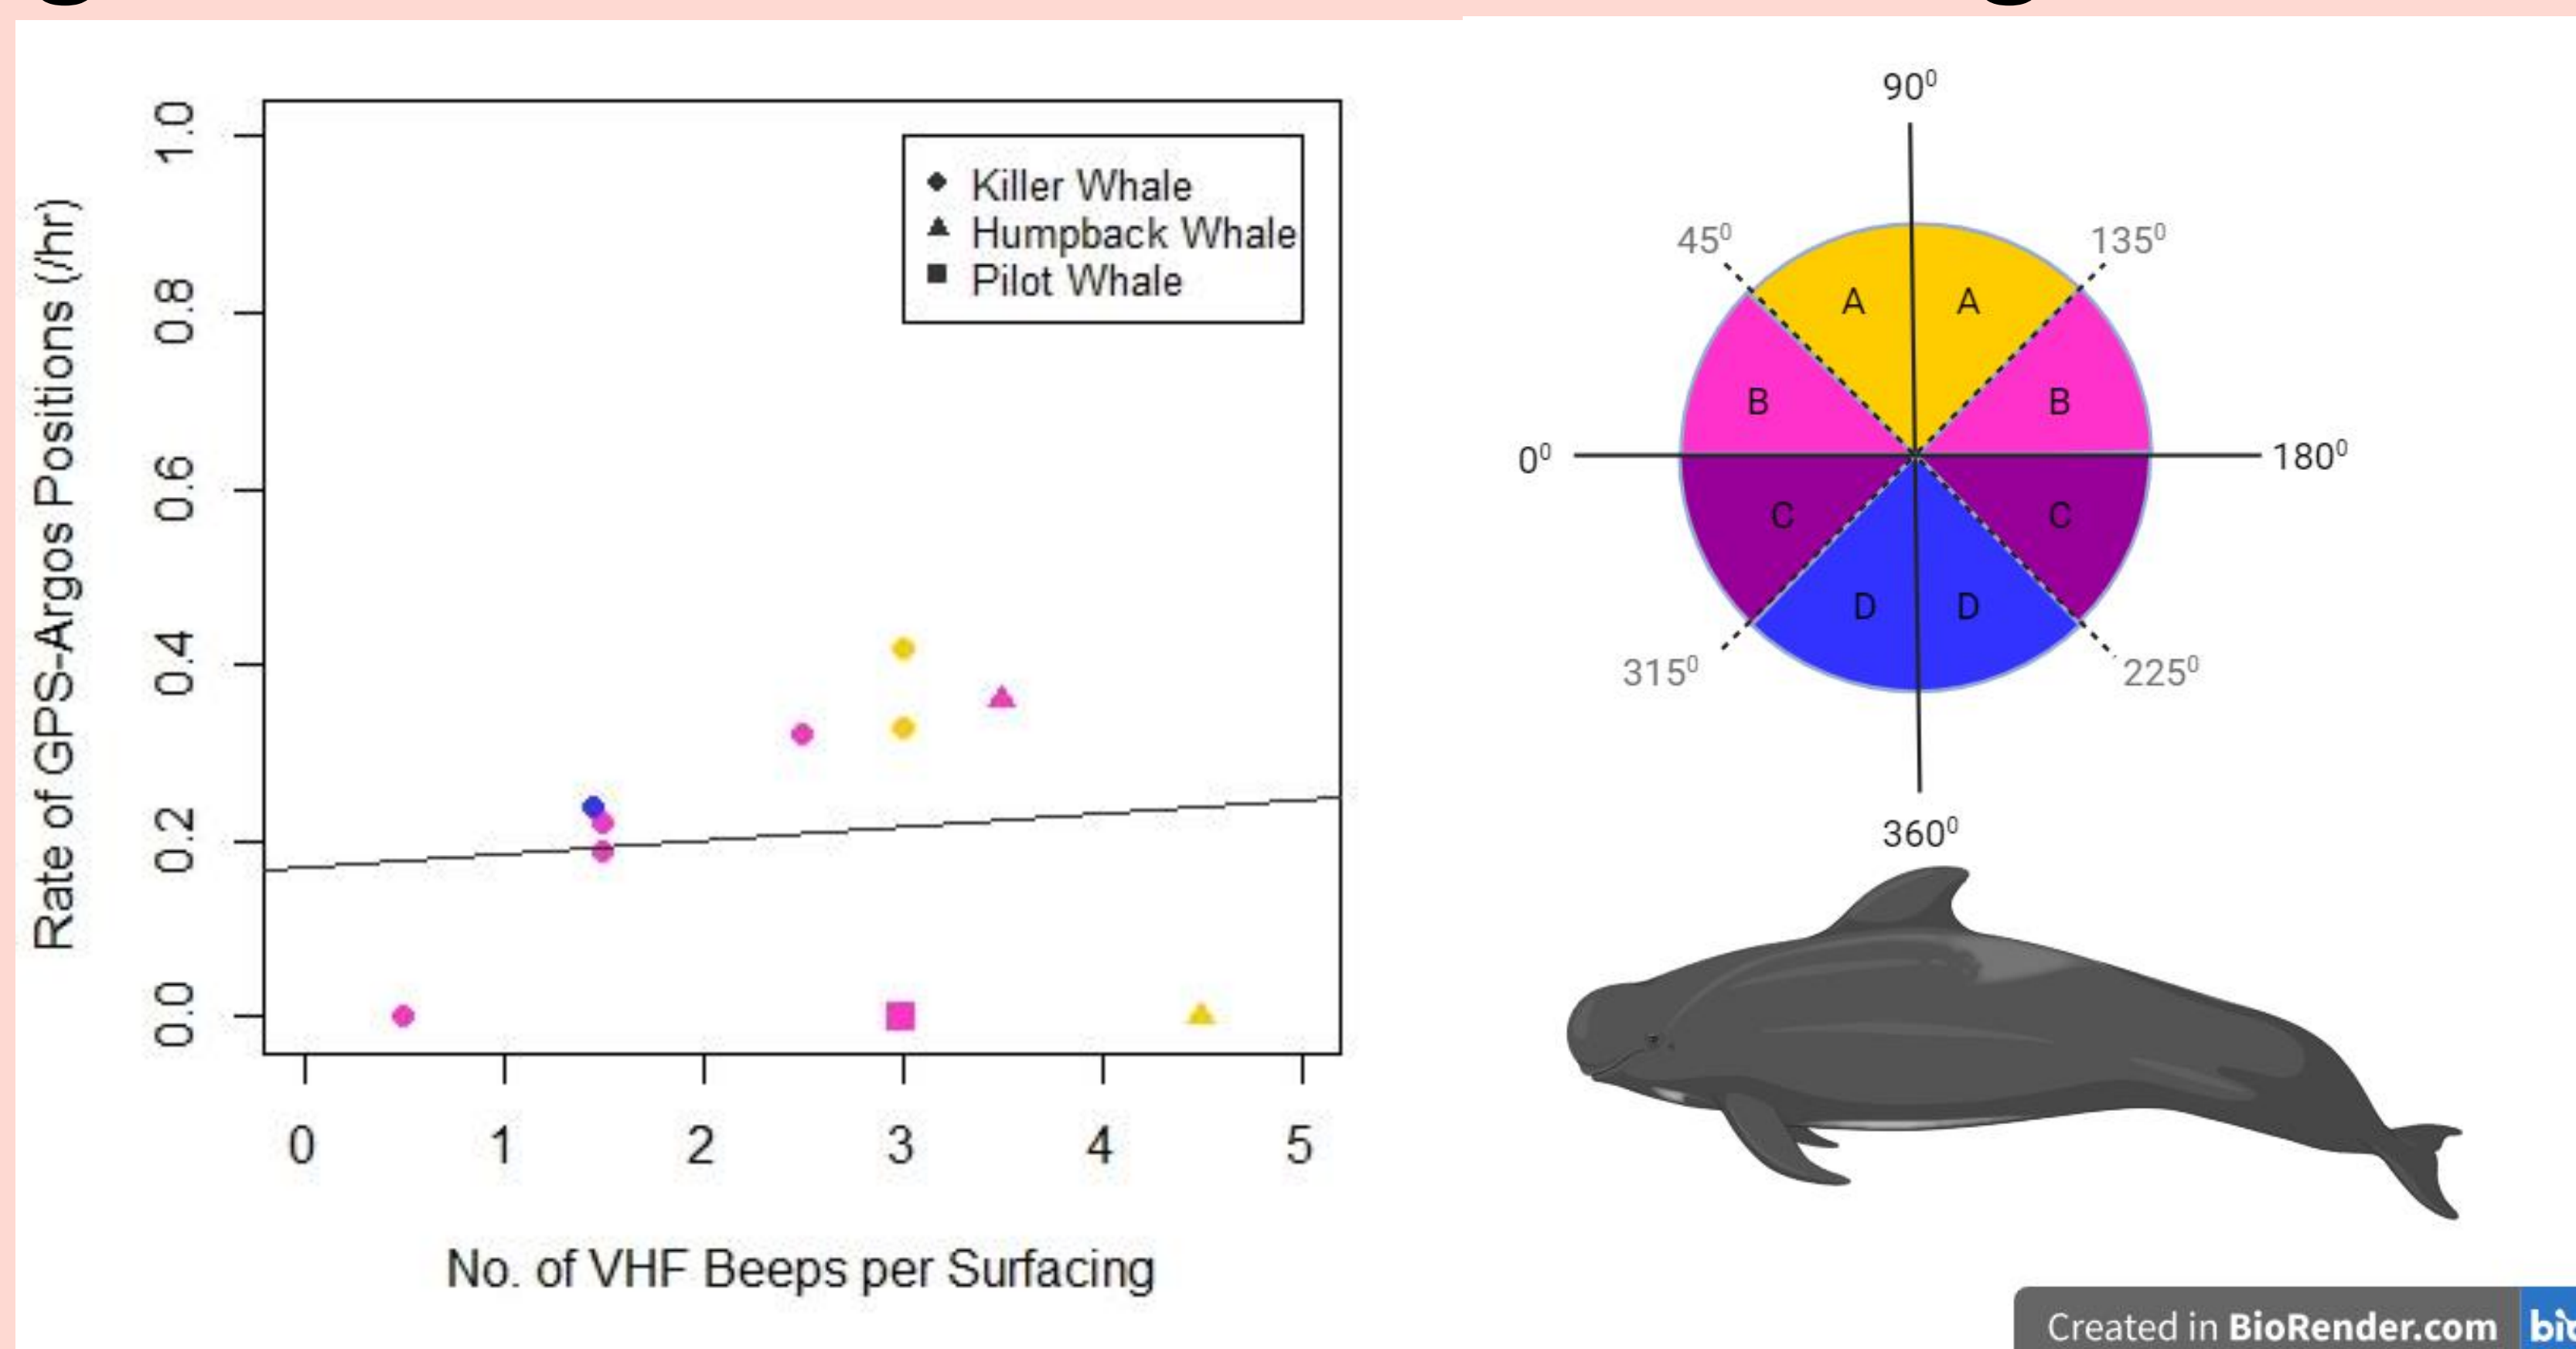 Rate of GPS-Argos Positions (/hr)
1.0
0.8
0.6
0.4
0.2
0.0
Killer Whale
Humpback Whale
Pilot Whale
0 1 2 3 4 5
No. of VHF Beeps per Surfacing
90⁰
45⁰ 135⁰
A A
B B
0⁰ 180⁰
C C
D D
315⁰ 225⁰
360⁰
Created in BioRender.com